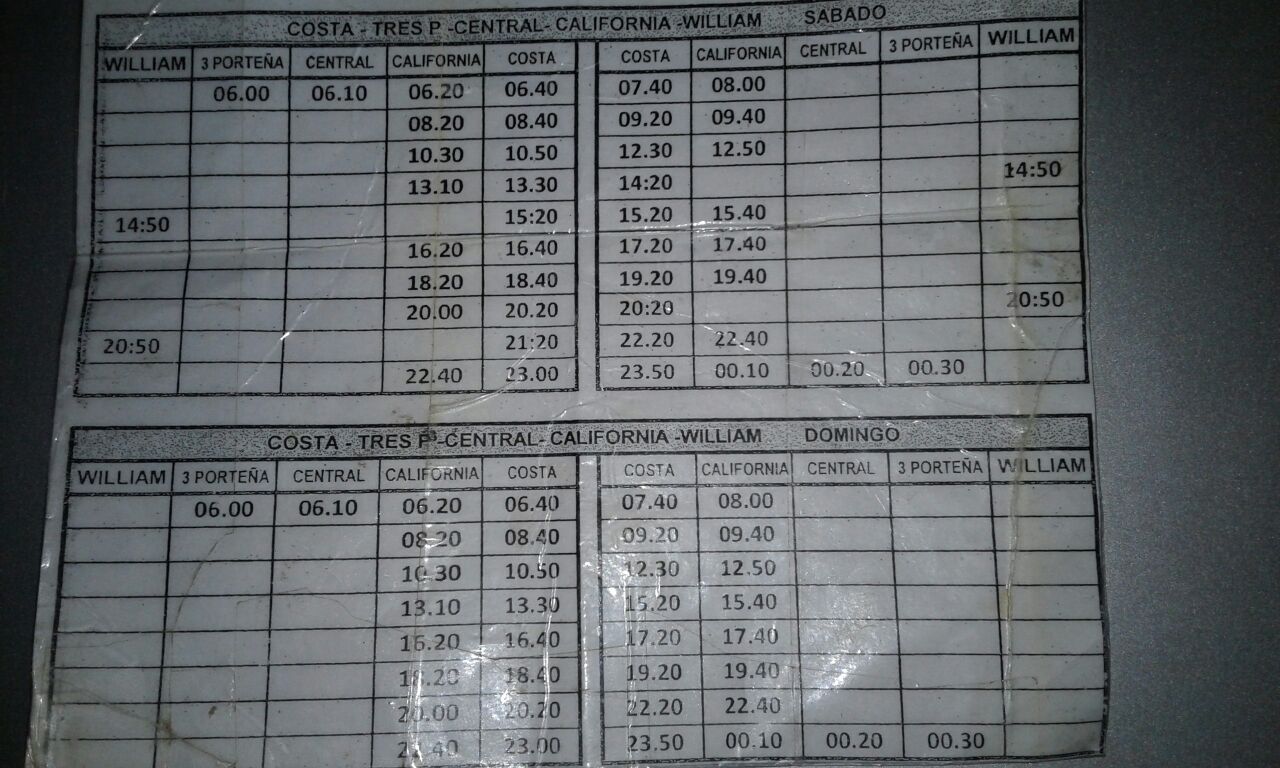 COSTA - TRES P -CENTRAL- CALIFORNIA -WILLIAM SABADO
WILLIAM 3 PORTEÑA CENTRAL CALIFORNIA COSTA COSTA CALIFORNIA CENTRAL 3 PORTEÑA WILLIAM
06.00 06.10 06.20 06.40 07.40 08.00
08.20 08.40 09.20 09.40
10.30 10.50 12.30 12.50
13.10 13.30 14:20 14:50
14:50 15:20 15.20 15.40
16.20 16.40 17.20 17.40
18.20 18.40 19.20 19.40
20.00 20.20 20:20 20:50
20:50 21:20 22.20 22.40
22.40 23.00 23.50 00.10 00.20 00.30
COSTA - TRES Pª-CENTRAL- CALIFORNIA -WILLIAM DOMINGO
WILLIAM 3 PORTEÑA CENTRAL CALIFORNIA COSTA COSTA CALIFORNIA CENTRAL 3 PORTEÑA WILLIAM
06.00 06.10 06.20 06.40 07.40 08.00
08.20 08.40 09.20 09.40
10.30 10.50 12.30 12.50
13.10 13.30 15.20 15.40
16.20 16.40 17.20 17.40
18.20 18.40 19.20 19.40
20.00 20.20 22.20 22.40
22.40 23.00 23.50 00.10 00.20 00.30